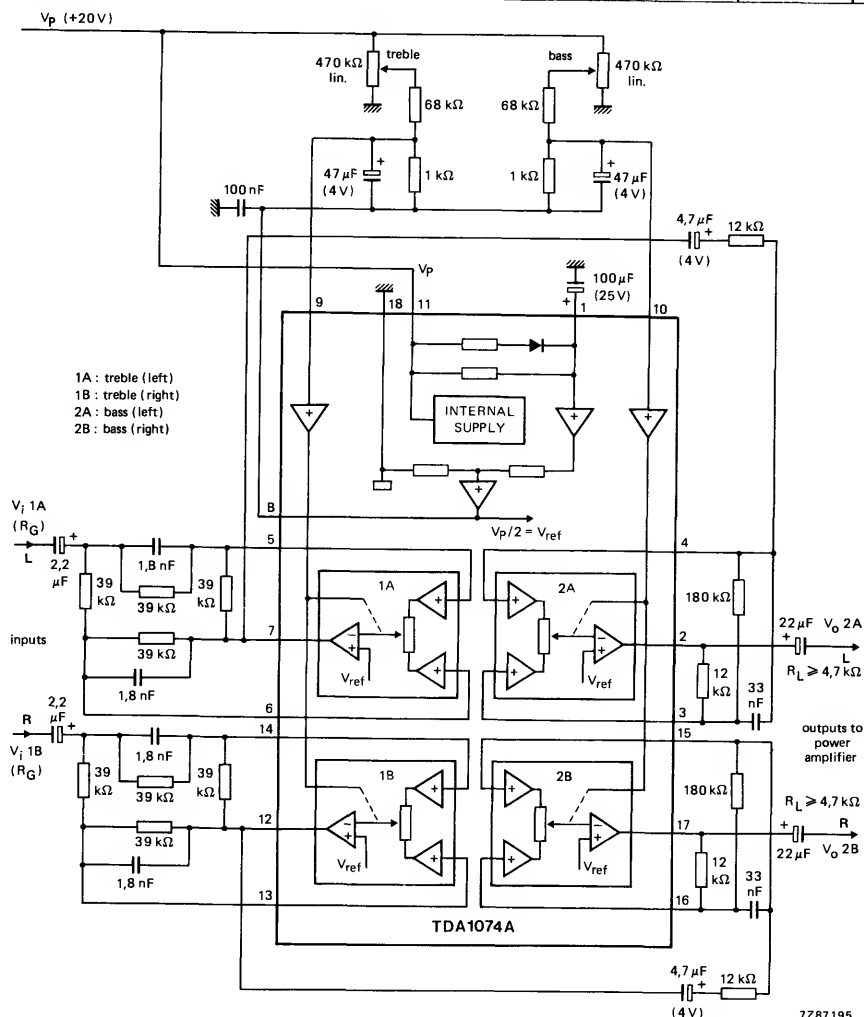 Vp (+20 V)
treble
470 kΩ
lin.
68 kΩ
47 µF
(4 V)
1 kΩ
100 nF
bass
470 kΩ
lin.
68 kΩ
1 kΩ
47 µF
(4 V)
4,7 µF
(4 V)
12 kΩ
Vp
100 µF
(25 V)
9
18
11
1
10
1A : treble (left)
1B : treble (right)
2A : bass (left)
2B : bass (right)
INTERNAL
SUPPLY
8
Vp/2 = Vref
Vi 1A
(RG)
L
2,2
µF
1,8 nF
39
kΩ
39 kΩ
39
kΩ
39 kΩ
1,8 nF
inputs
5
7
6
1A
Vref
2A
Vref
4
2
3
180 kΩ
12
kΩ
33
nF
22 µF
Vo 2A
L
RL ≥ 4,7 kΩ
outputs to
power
amplifier
R
Vi 1B
(RG)
2,2
µF
1,8 nF
39
kΩ
39 kΩ
39
kΩ
39 kΩ
1,8 nF
14
12
13
1B
Vref
2B
Vref
15
17
16
180 kΩ
12
kΩ
33
nF
RL ≥ 4,7 kΩ
R
22 µF
Vo 2B
TDA1074A
4,7 µF
(4 V)
12 kΩ
7Z87195